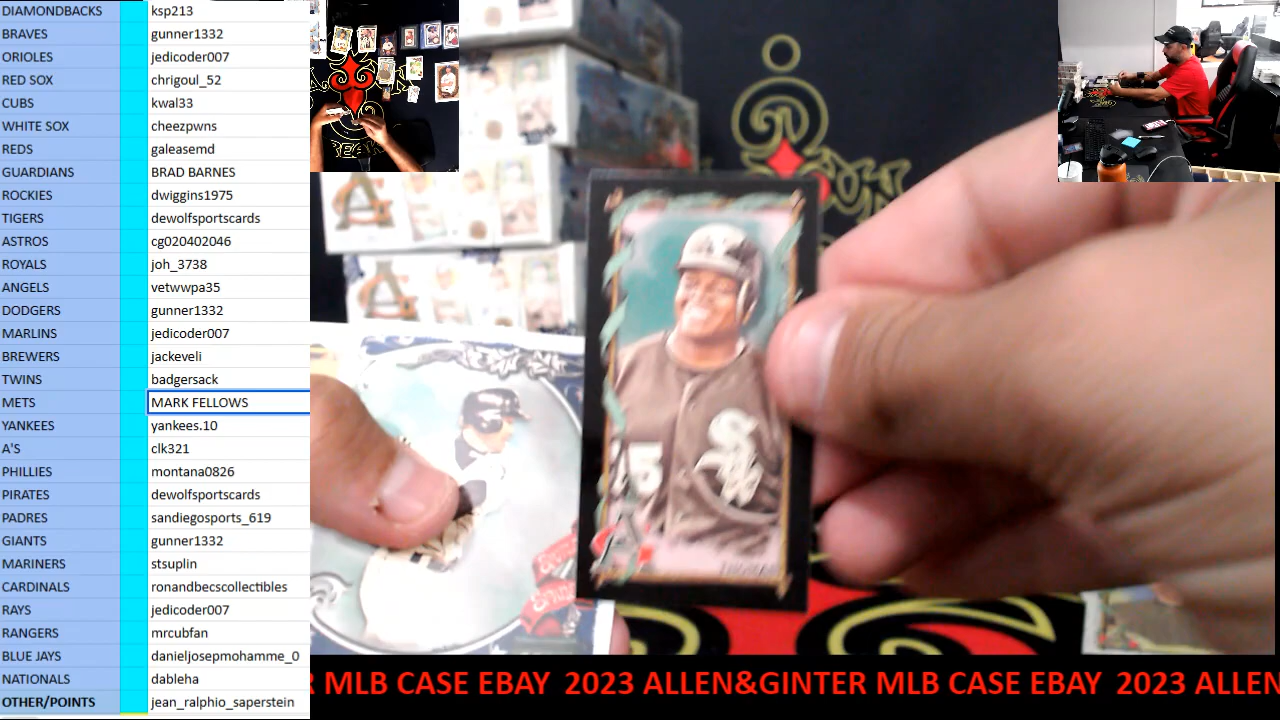 DIAMONDBACKS ksp213
BRAVES gunner1332
ORIOLES jedicoder007
RED SOX chrigoul_52
CUBS kwal33
WHITE SOX cheezpwns
REDS galeasemd
GUARDIANS BRAD BARNES
ROCKIES dwiggins1975
TIGERS dewolfsportscards
ASTROS cg020402046
ROYALS joh_3738
ANGELS vetwwpa35
DODGERS gunner1332
MARLINS jedicoder007
BREWERS jackeveli
TWINS badgersack
METS MARK FELLOWS
YANKEES yankees.10
A'S clk321
PHILLIES montana0826
PIRATES dewolfsportscards
PADRES sandiegosports_619
GIANTS gunner1332
MARINERS stsuplin
CARDINALS ronandbecscollectibles
RAYS jedicoder007
RANGERS mrcubfan
BLUE JAYS danieljosepmohamme_0
NATIONALS dableha
OTHER/POINTS jean_ralphio_saperstein
Sox
R MLB CASE EBAY 2023 ALLEN&GINTER MLB CASE EBAY 2023 ALLEN